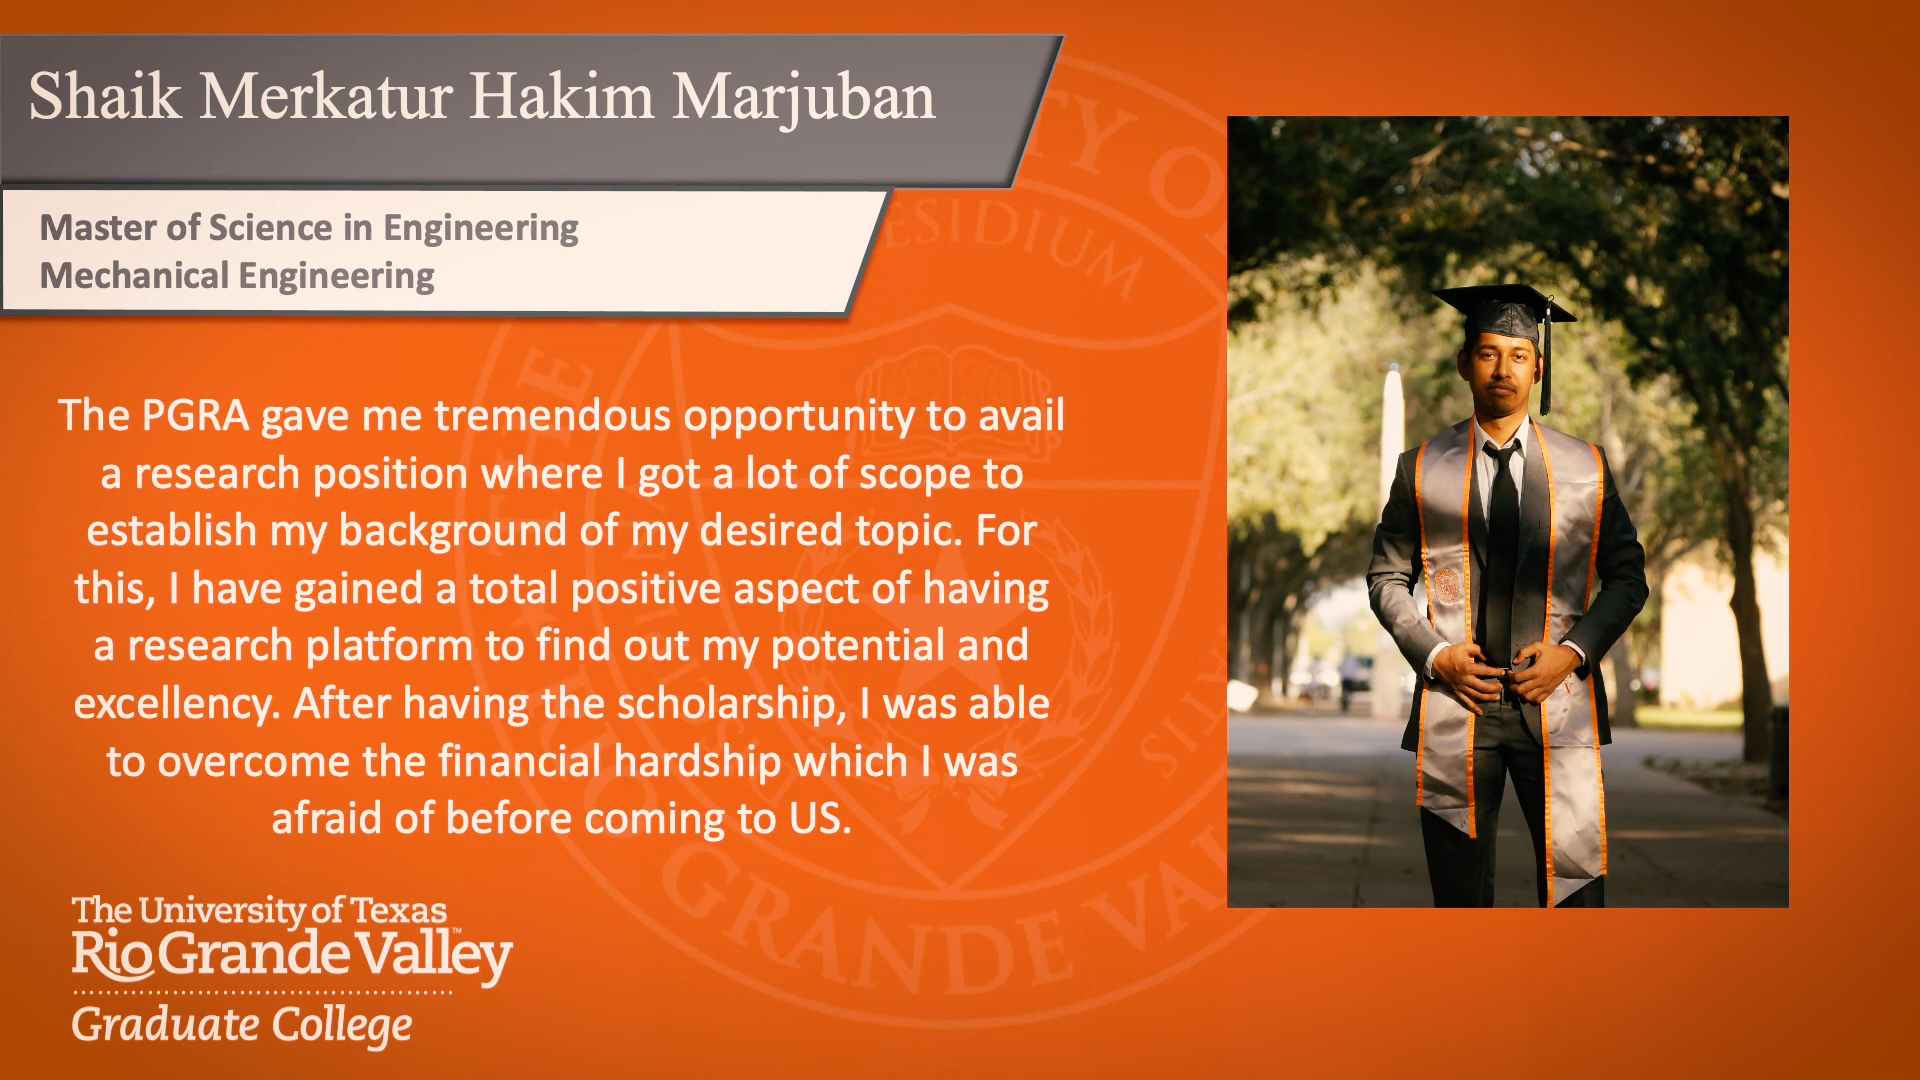 Shaik Merkatur Hakim Marjuban
Master of Science in Engineering
Mechanical Engineering
The PGRA gave me tremendous opportunity to avail
a research position where I got a lot of scope to
establish my background of my desired topic. For
this, I have gained a total positive aspect of having
a research platform to find out my potential and
excellency. After having the scholarship, I was able
to overcome the financial hardship which I was
afraid of before coming to US.
The University of Texas
Rio Grande Valley™
Graduate College